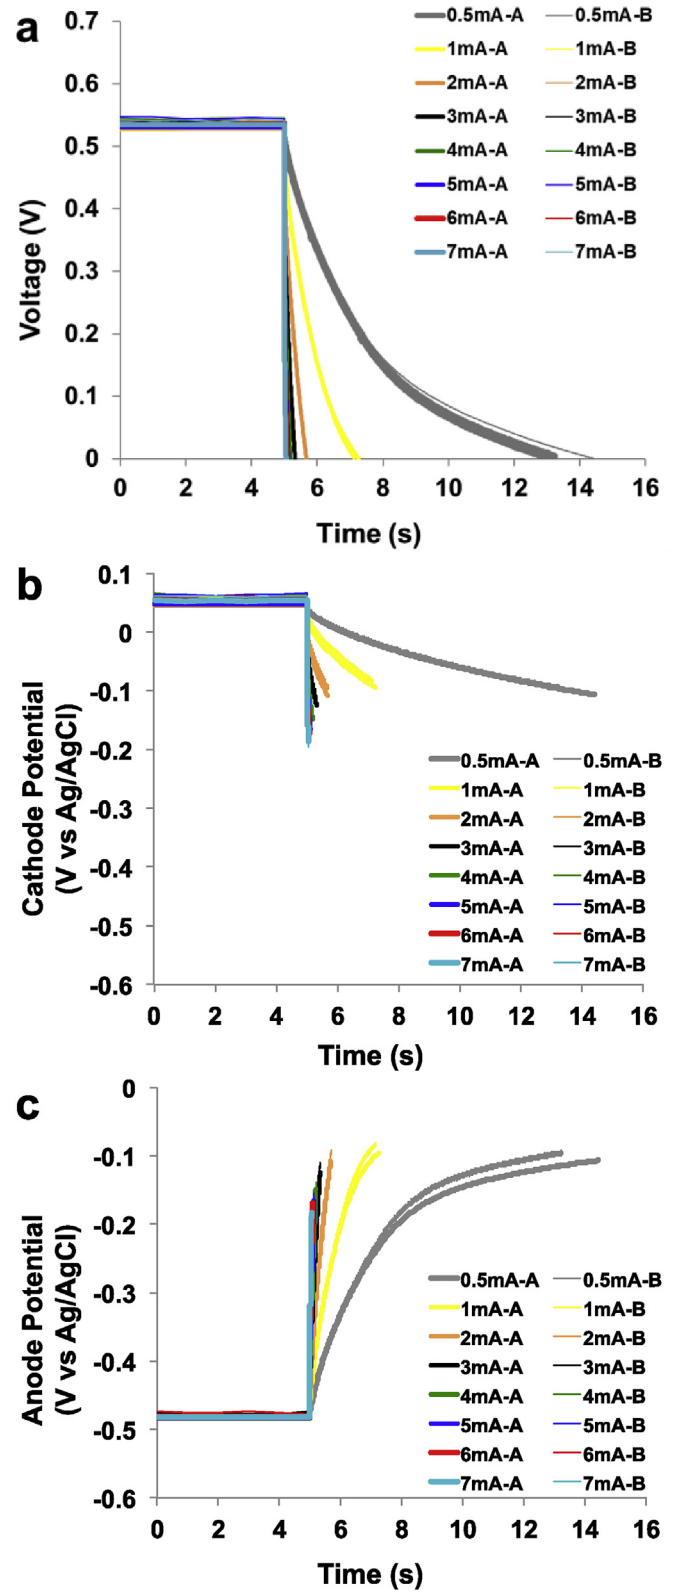 a
0.7
0.6
0.5
0.4
0.3
0.2
0.1
0
Voltage (V)
0.5mA-A 0.5mA-B
1mA-A 1mA-B
2mA-A 2mA-B
3mA-A 3mA-B
4mA-A 4mA-B
5mA-A 5mA-B
6mA-A 6mA-B
7mA-A 7mA-B
0 2 4 6 8 10 12 14 16
Time (s)
b
0.1
0
-0.1
-0.2
-0.3
-0.4
-0.5
-0.6
Cathode Potential
(V vs Ag/AgCl)
0.5mA-A 0.5mA-B
1mA-A 1mA-B
2mA-A 2mA-B
3mA-A 3mA-B
4mA-A 4mA-B
5mA-A 5mA-B
6mA-A 6mA-B
7mA-A 7mA-B
0 2 4 6 8 10 12 14 16
Time (s)
c
0
-0.1
-0.2
-0.3
-0.4
-0.5
-0.6
Anode Potential
(V vs Ag/AgCl)
0.5mA-A 0.5mA-B
1mA-A 1mA-B
2mA-A 2mA-B
3mA-A 3mA-B
4mA-A 4mA-B
5mA-A 5mA-B
6mA-A 6mA-B
7mA-A 7mA-B
0 2 4 6 8 10 12 14 16
Time (s)